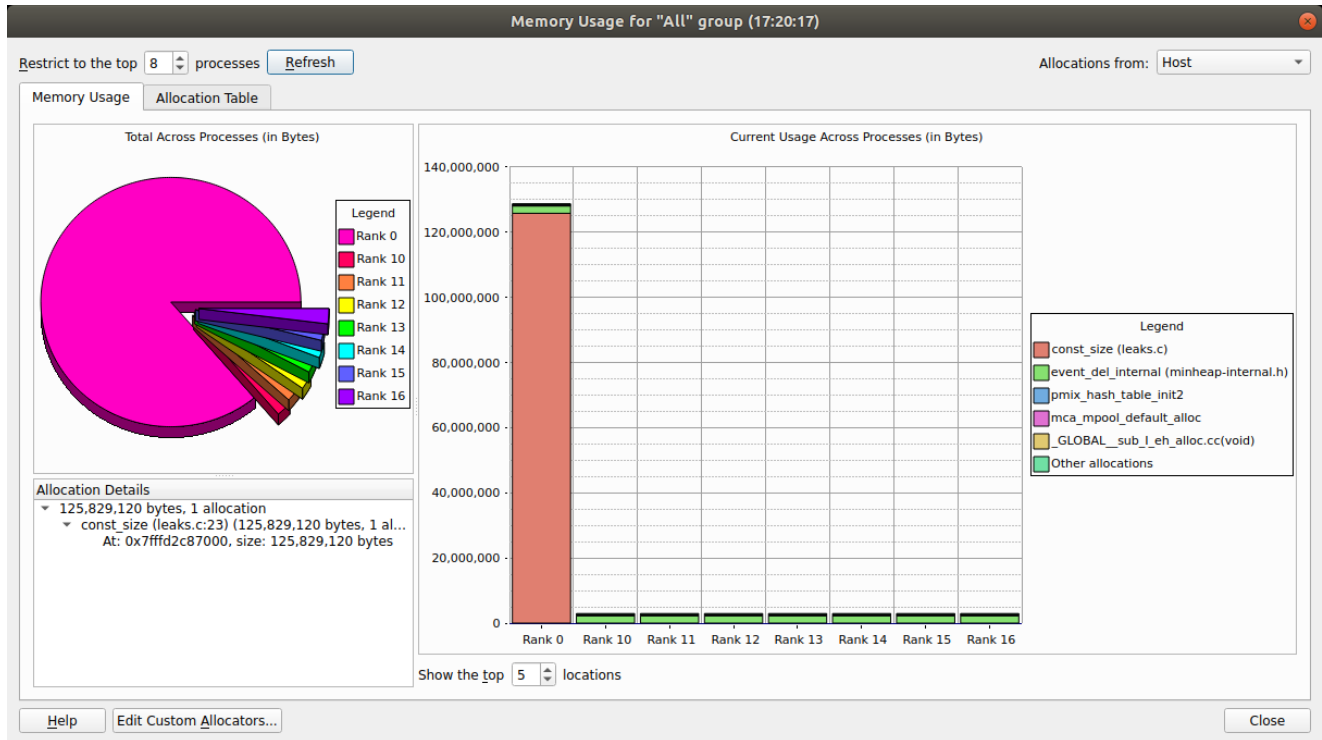 Memory Usage for "All" group (17:20:17)
Restrict to the top 8 processes Refresh Allocations from: Host
Memory Usage Allocation Table
Total Across Processes (in Bytes)
Legend
Rank 0
Rank 10
Rank 11
Rank 12
Rank 13
Rank 14
Rank 15
Rank 16
Allocation Details
125,829,120 bytes, 1 allocation
const_size (leaks.c:23) (125,829,120 bytes, 1 al...
At: 0x7fffd2c87000, size: 125,829,120 bytes
Current Usage Across Processes (in Bytes)
140,000,000
120,000,000
100,000,000
80,000,000
60,000,000
40,000,000
20,000,000
0
Rank 0 Rank 10 Rank 11 Rank 12 Rank 13 Rank 14 Rank 15 Rank 16
Legend
const_size (leaks.c)
event_del_internal (minheap-internal.h)
pmix_hash_table_init2
mca_mpool_default_alloc
_GLOBAL__sub_I_eh_alloc.cc(void)
Other allocations
Show the top 5 locations
Help Edit Custom Allocators... Close